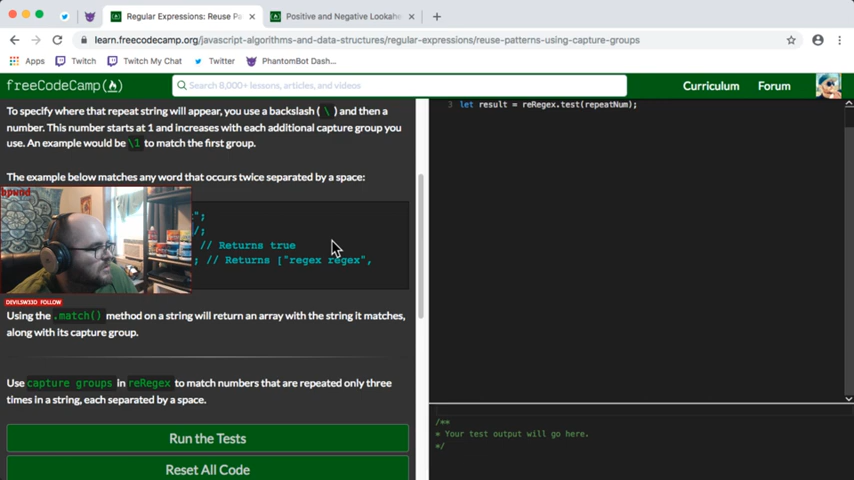 Regular Expressions: Reuse Pa
Positive and Negative Lookahe
learn.freecodecamp.org/javascript-algorithms-and-data-structures/regular-expressions/reuse-patterns-using-capture-groups
Apps
Twitch
Twitch My Chat
Twitter
PhantomBot Dash...
freeCodeCamp
Search 8,000+ lessons, articles, and videos
Curriculum
Forum
To specify where that repeat string will appear, you use a backslash ( \ ) and then a
number. This number starts at 1 and increases with each additional capture group you
use. An example would be \1 to match the first group.
The example below matches any word that occurs twice separated by a space:
";
/;
// Returns true
; // Returns ["regex regex",
DEVILSW33D FOLLOW
Using the .match() method on a string will return an array with the string it matches,
along with its capture group.
Use capture groups in reRegex to match numbers that are repeated only three
times in a string, each separated by a space.
Run the Tests
Reset All Code
3 let result = reRegex.test(repeatNum);
/**
* Your test output will go here.
*/